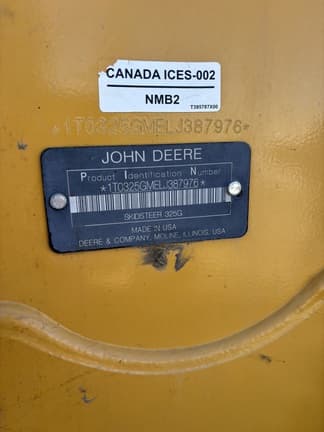 CANADA ICES-002
NMB2
T395787X00
*1T0325GMELJ387976*
JOHN DEERE
Product Identification Number
*1T0325GMELJ387976*
SKIDSTEER 325G
MADE IN USA
DEERE & COMPANY, MOLINE, ILLINOIS, USA